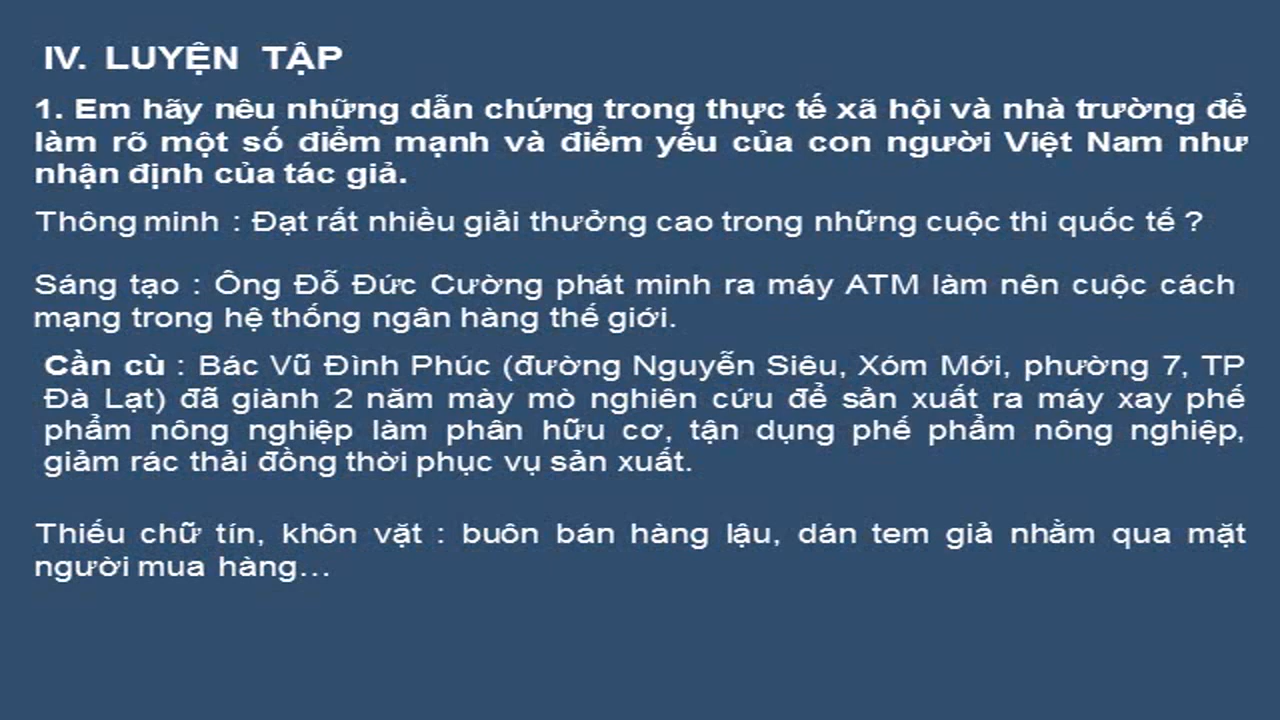 IV. LUYỆN TẬP
1. Em hãy nêu những dẫn chứng trong thực tế xã hội và nhà trường để
làm rõ một số điểm mạnh và điểm yếu của con người Việt Nam như
nhận định của tác giả.
Thông minh : Đạt rất nhiều giải thưởng cao trong những cuộc thi quốc tế ?
Sáng tạo : Ông Đỗ Đức Cường phát minh ra máy ATM làm nên cuộc cách
mạng trong hệ thống ngân hàng thế giới.
Cần cù : Bác Vũ Đình Phúc (đường Nguyễn Siêu, Xóm Mới, phường 7, TP
Đà Lạt) đã giành 2 năm mày mò nghiên cứu để sản xuất ra máy xay phế
phẩm nông nghiệp làm phân hữu cơ, tận dụng phế phẩm nông nghiệp,
giảm rác thải đồng thời phục vụ sản xuất.
Thiếu chữ tín, khôn vặt : buôn bán hàng lậu, dán tem giả nhằm qua mặt
người mua hàng...